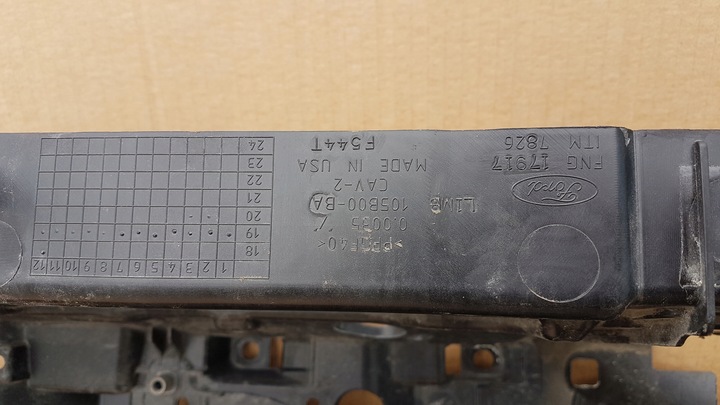 Ford
FNG 17917
ITM 7826
0.0035
L1MB 105B00-BA
CAV-2
MADE IN USA
F544T
1 2 3 4 5 6 7 8 9 10 11 12
18
19
20
21
22
23
24